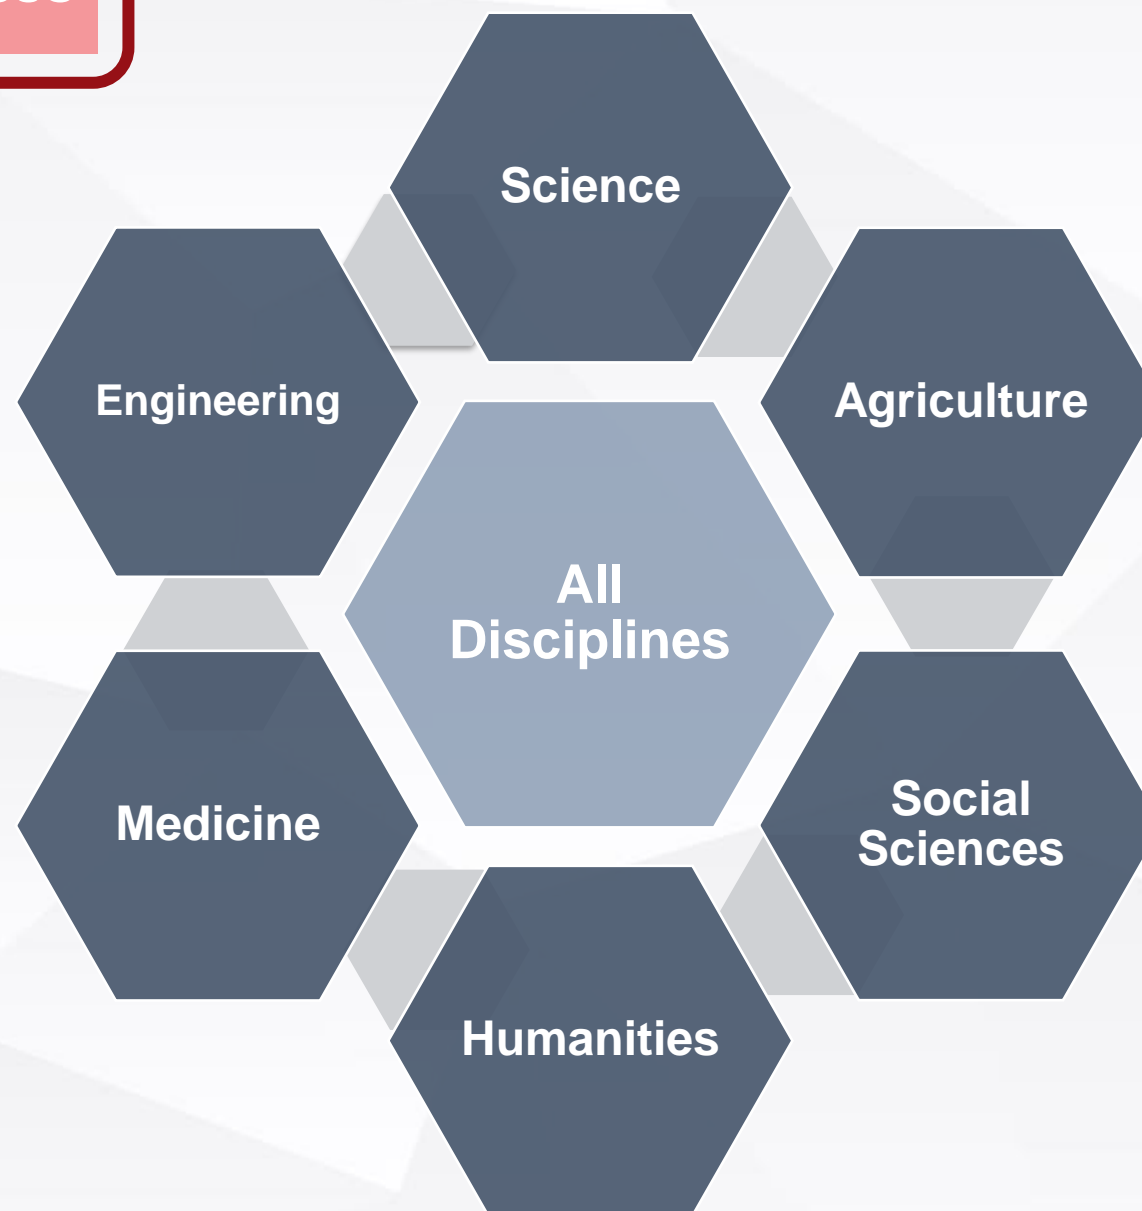 Science
Engineering
Agriculture
All
Disciplines
Medicine
Social
Sciences
Humanities